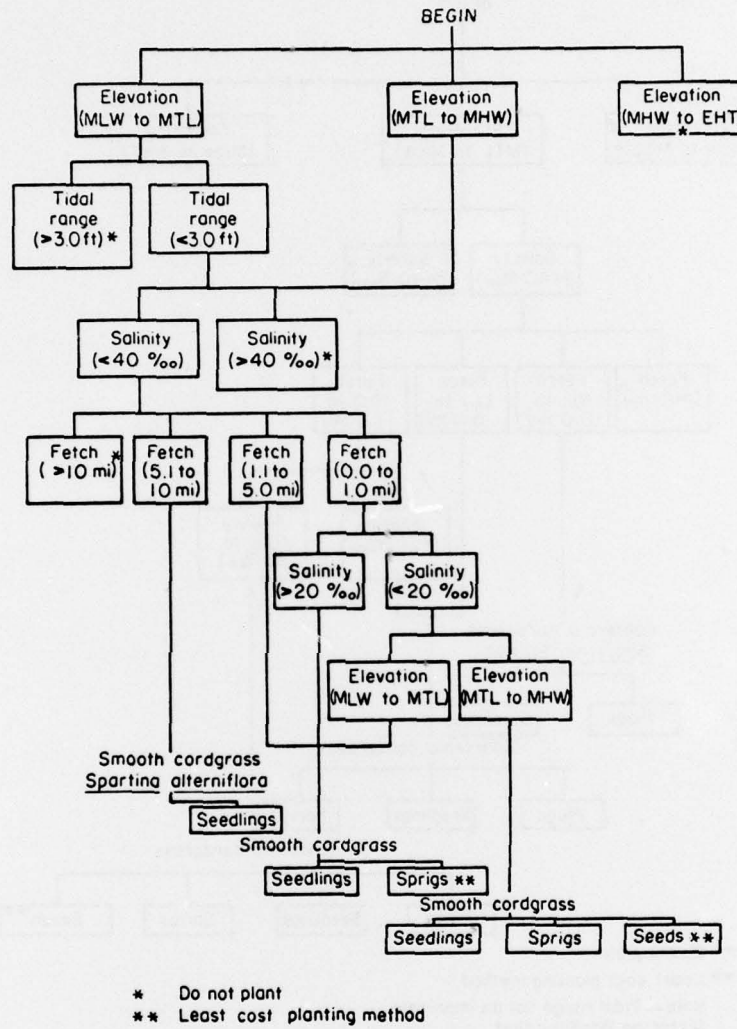 BEGIN
Elevation
(MLW to MTL)
Elevation
(MTL to MHW)
Elevation
(MHW to EHT)
*
Tidal
range
(>3.0 ft) *
Tidal
range
(<3.0 ft)
Salinity
(<40 ‰)
Salinity
(>40 ‰)*
Fetch
(>10 mi)*
Fetch
(5.1 to
10 mi)
Fetch
(1.1 to
5.0 mi)
Fetch
(0.0 to
1.0 mi)
Salinity
(>20 ‰)
Salinity
(<20 ‰)
Elevation
(MLW to MTL)
Elevation
(MTL to MHW)
Smooth cordgrass
Sparting alterniflora
Seedlings
Smooth cordgrass
Seedlings
Sprigs **
Smooth cordgrass
Seedlings
Sprigs
Seeds **
* Do not plant
** Least cost planting method